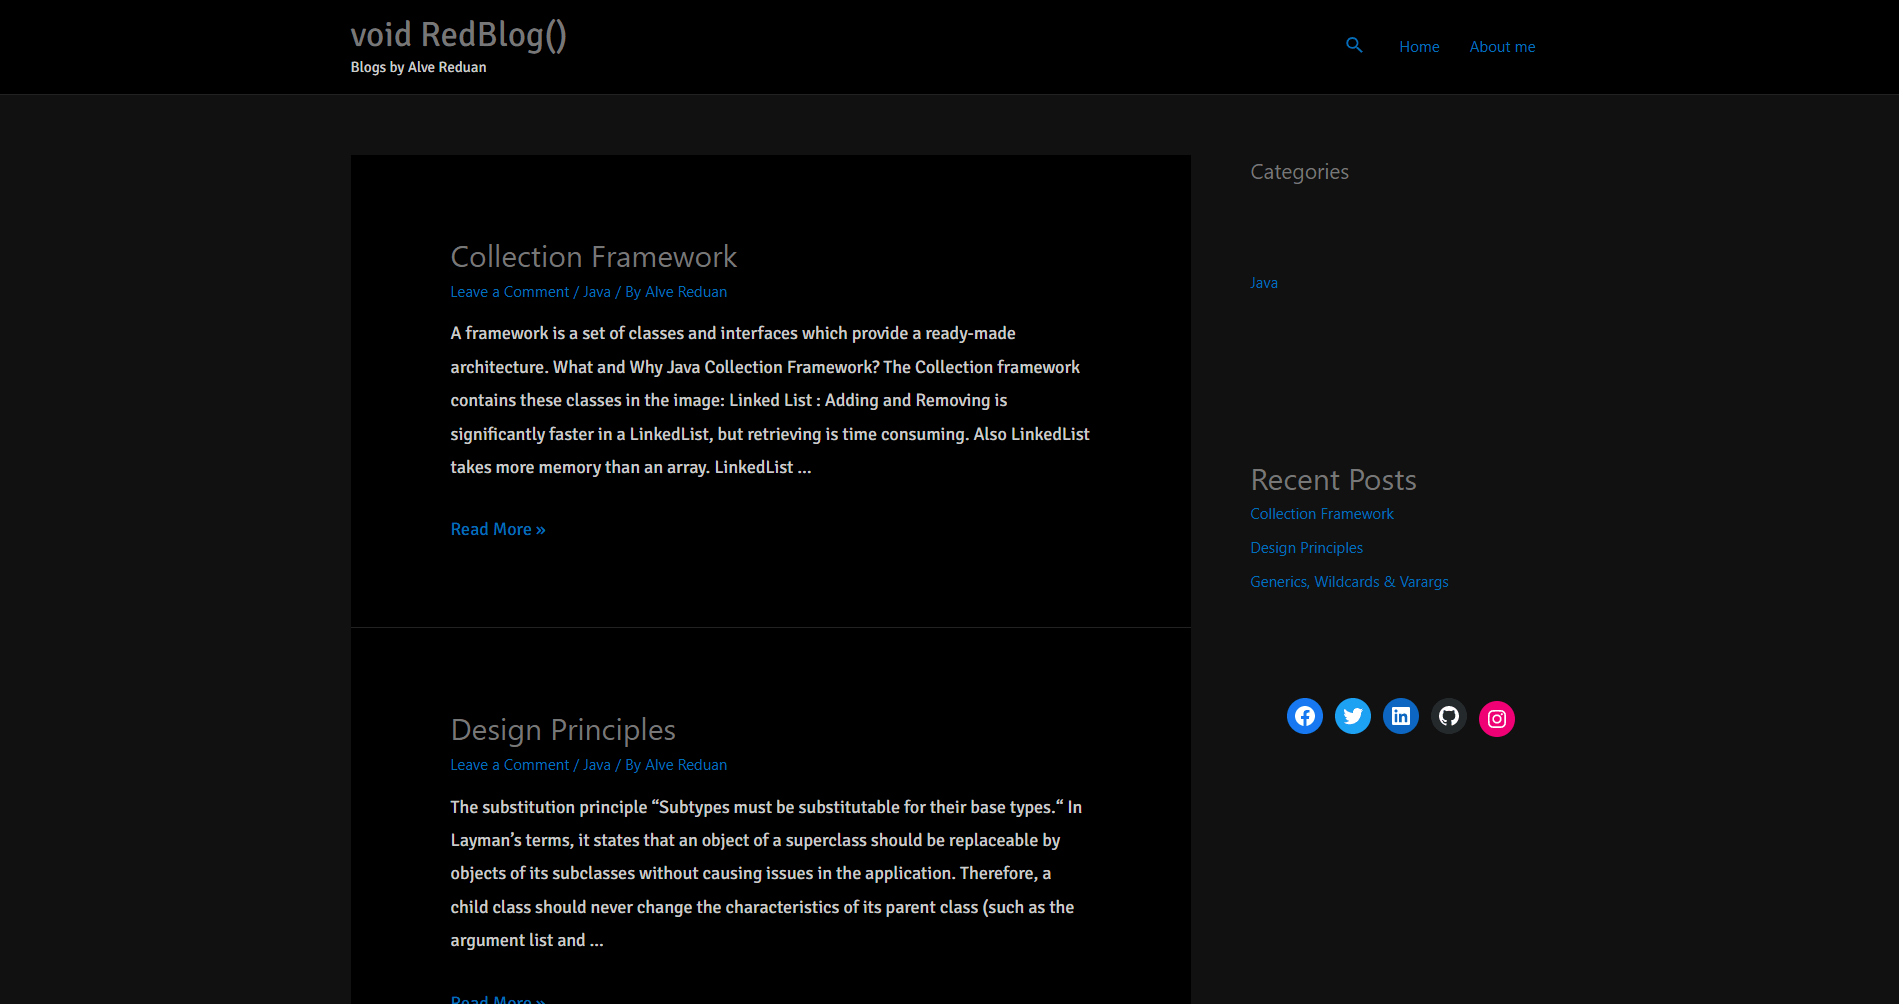 void RedBlog()
Blogs by Alve Reduan
Home
About me
Collection Framework
Leave a Comment / Java / By Alve Reduan
A framework is a set of classes and interfaces which provide a ready-made
architecture. What and Why Java Collection Framework? The Collection framework
contains these classes in the image: Linked List : Adding and Removing is
significantly faster in a LinkedList, but retrieving is time consuming. Also LinkedList
takes more memory than an array. LinkedList …
Read More »
Design Principles
Leave a Comment / Java / By Alve Reduan
The substitution principle “Subtypes must be substitutable for their base types.“ In
Layman’s terms, it states that an object of a superclass should be replaceable by
objects of its subclasses without causing issues in the application. Therefore, a
child class should never change the characteristics of its parent class (such as the
argument list and …
Read More »
Categories
Java
Recent Posts
Collection Framework
Design Principles
Generics, Wildcards & Varargs